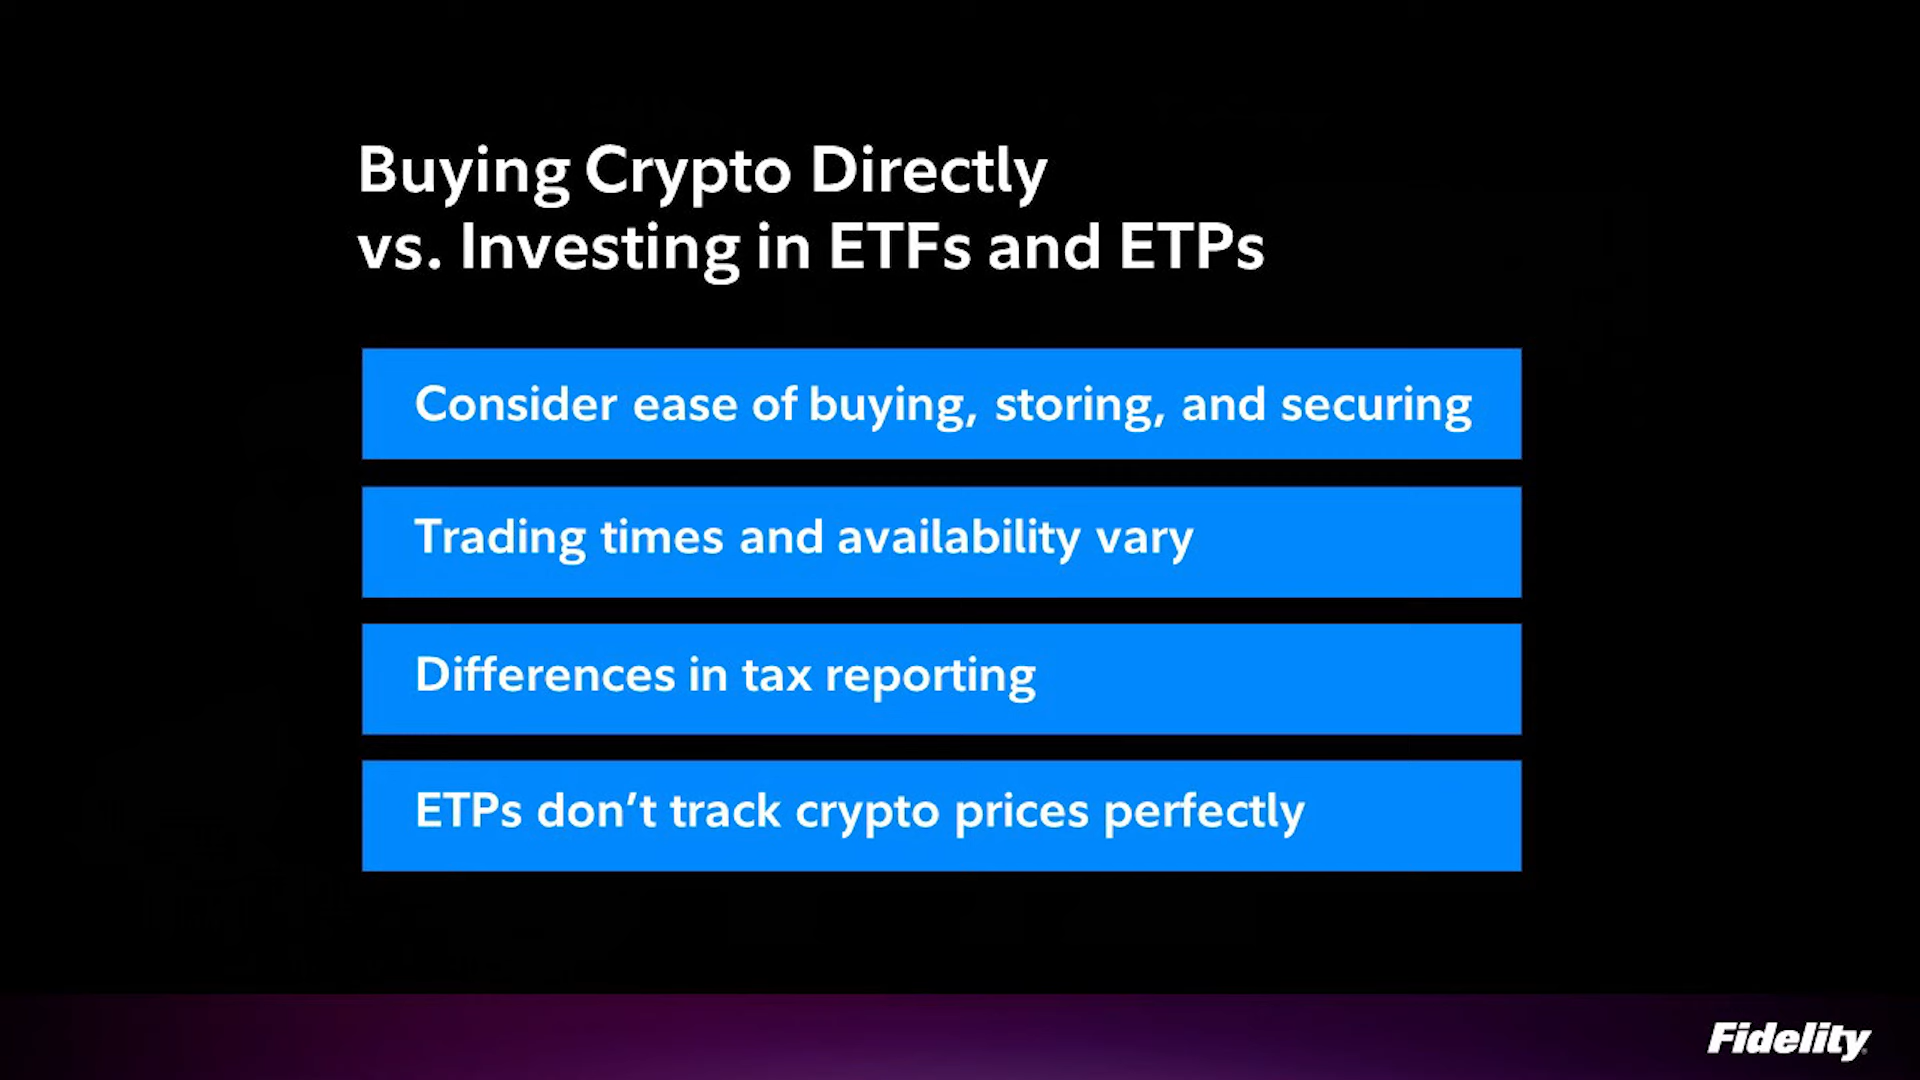 Buying Crypto Directly
vs. Investing in ETFs and ETPs
Consider ease of buying, storing, and securing
Trading times and availability vary
Differences in tax reporting
ETPs don’t track crypto prices perfectly
Fidelity